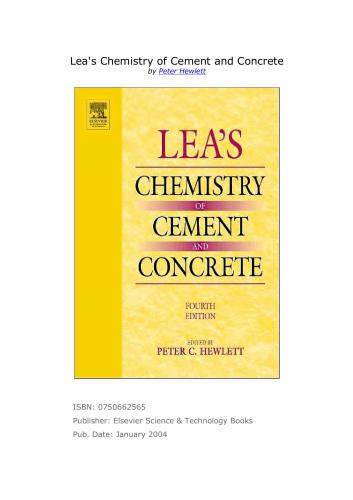 Lea's Chemistry of Cement and Concrete
by Peter Hewlett
ELSEVIER
LEA'S
CHEMISTRY
OF
CEMENT
AND
CONCRETE
FOURTH
EDITION
EDITED BY
PETER C. HEWLETT
ISBN: 0750662565
Publisher: Elsevier Science & Technology Books
Pub. Date: January 2004